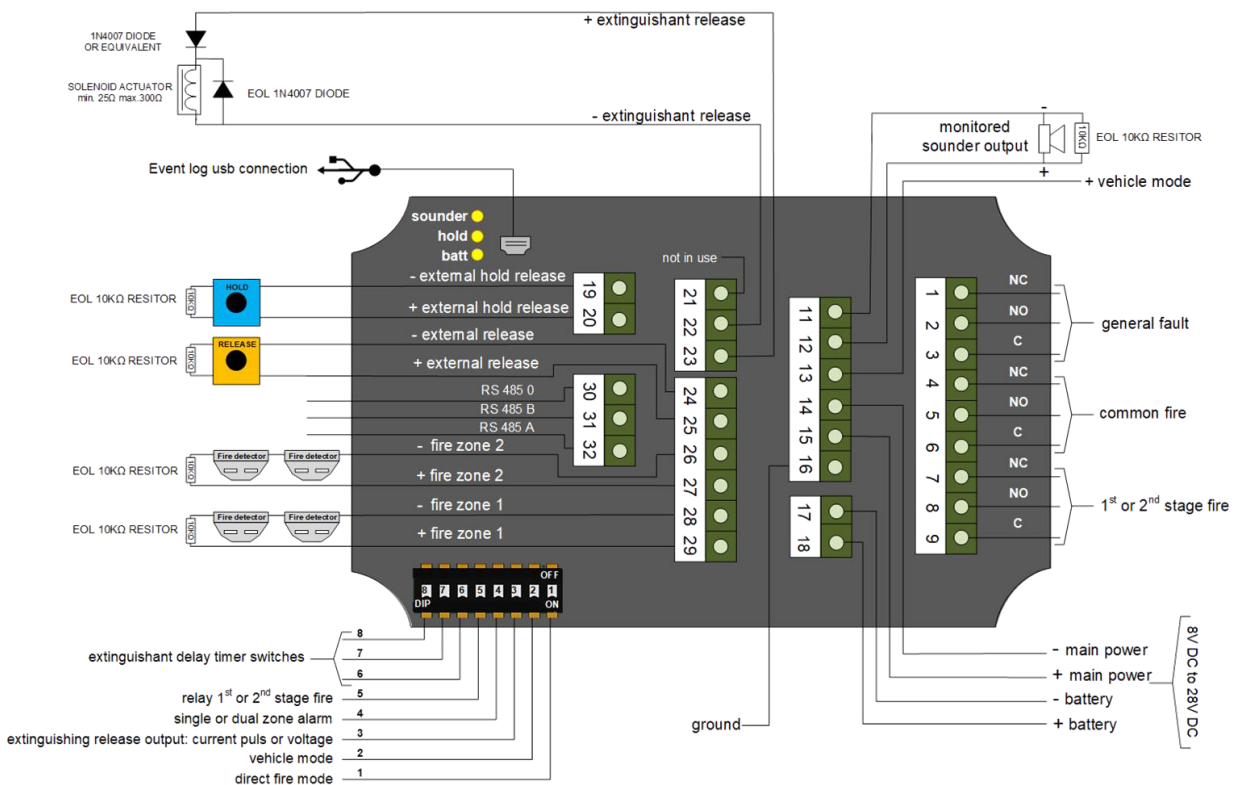 + extinguishant release
1N4007 DIODE
OR EQUIVALENT
SOLENOID ACTUATOR
min. 25Ω max.300Ω
EOL 1N4007 DIODE
- extinguishant release
Event log usb connection
-
monitored
sounder output
10KΩ
EOL 10KΩ RESITOR
+
+ vehicle mode
sounder
hold
batt
not in use
- external hold release
+ external hold release
- external release
+ external release
RS 485 0
RS 485 B
RS 485 A
- fire zone 2
+ fire zone 2
- fire zone 1
+ fire zone 1
EOL 10KΩ RESITOR
10KΩ
HOLD
EOL 10KΩ RESITOR
10KΩ
RELEASE
EOL 10KΩ RESITOR
10KΩ
Fire detector
Fire detector
EOL 10KΩ RESITOR
10KΩ
Fire detector
Fire detector
19
20
30
31
32
21
22
23
24
25
26
27
28
29
11
12
13
14
15
16
17
18
1
2
3
4
5
6
7
8
9
NC
NO
C
NC
NO
C
NC
NO
C
general fault
common fire
1st or 2nd stage fire
OFF
8 7 6 5 4 3 2 1
DIP ON
8
extinguishant delay timer switches 7
6
relay 1st or 2nd stage fire 5
single or dual zone alarm 4
extinguishing release output: current puls or voltage 3
vehicle mode 2
direct fire mode 1
ground
- main power
+ main power
- battery
+ battery
8V DC to 28V DC